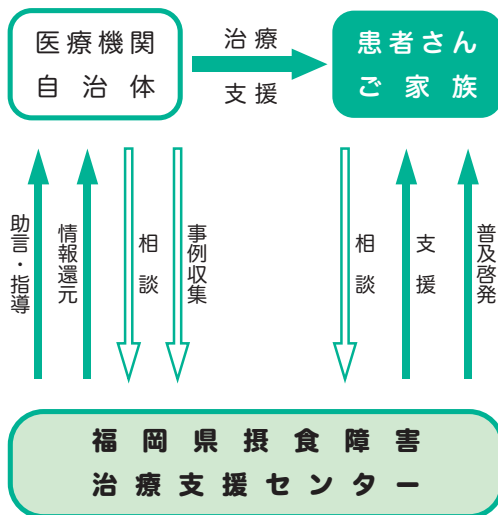 医療機関
自治体
治療
支援
患者さん
ご家族
助言・指導
情報還元
相談
事例収集
相談
支援
普及啓発
福岡県摂食障害
治療支援センター